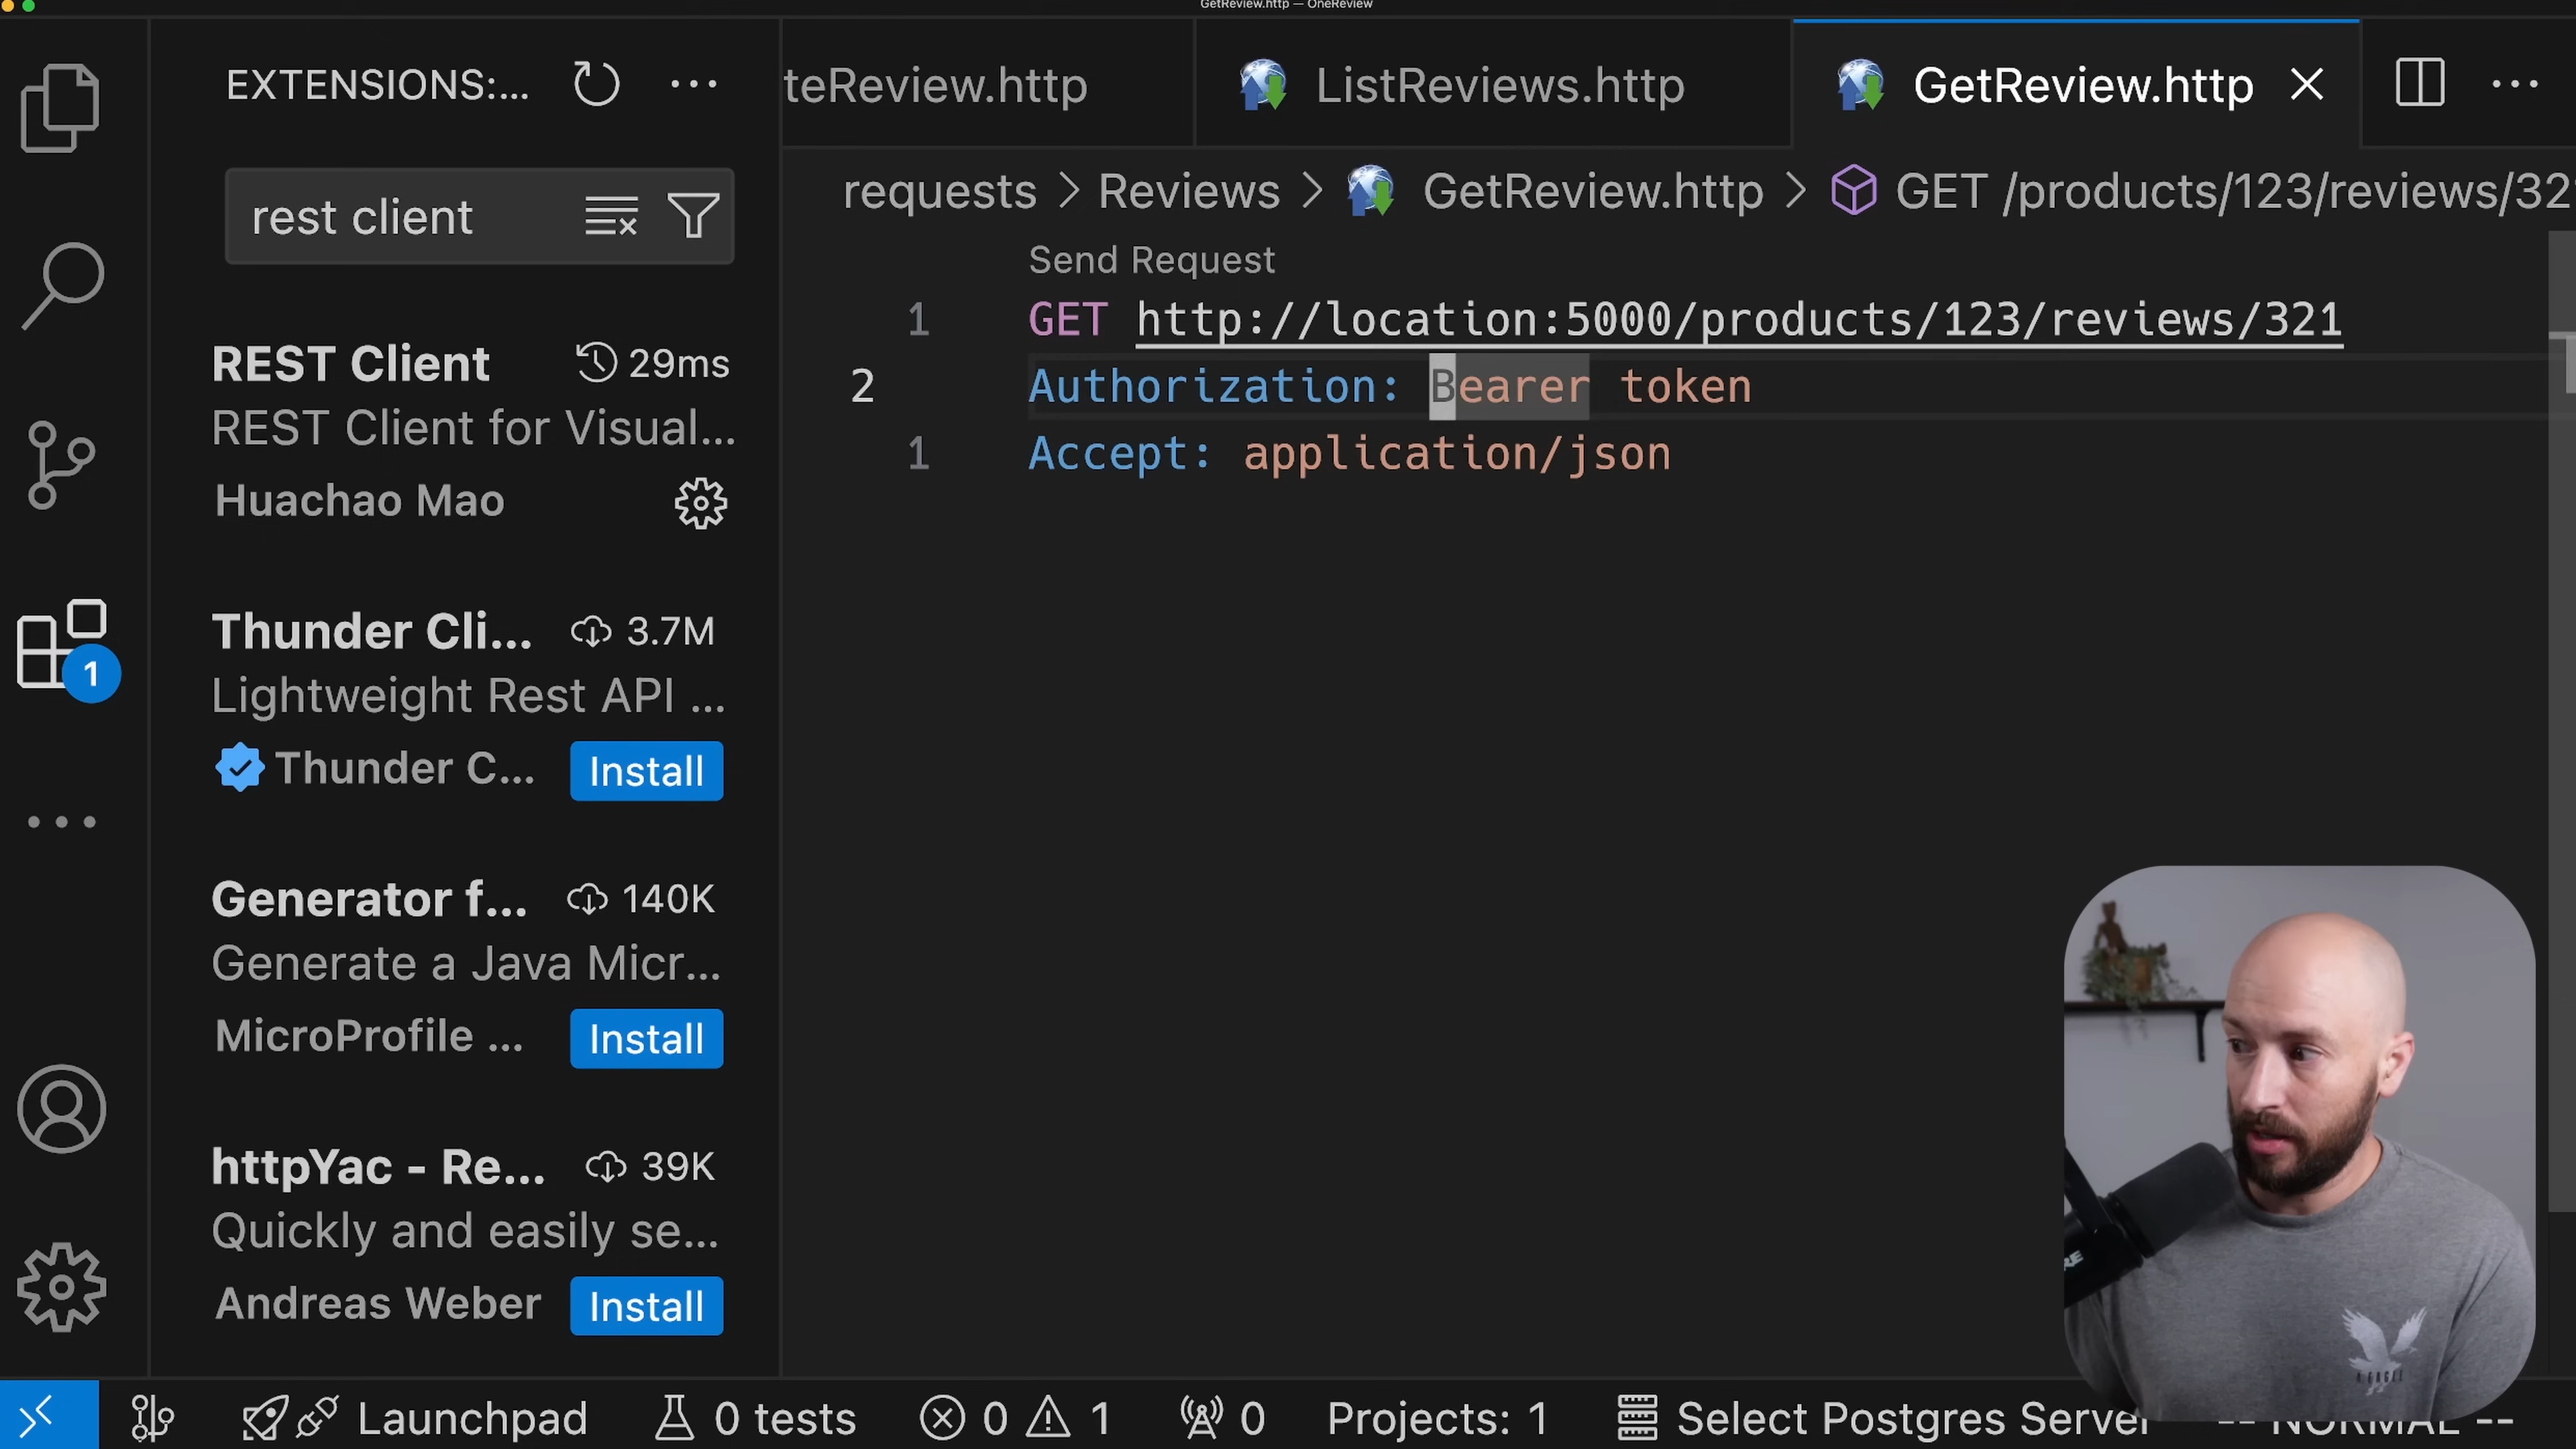 GetReview.http — OneReview
EXTENSIONS:...
teReview.http
ListReviews.http
GetReview.http
rest client
requests > Reviews > GetReview.http > GET /products/123/reviews/32
Send Request
1 GET http://location:5000/products/123/reviews/321
2 Authorization: Bearer token
1 Accept: application/json
REST Client 29ms
REST Client for Visual...
Huachao Mao
Thunder Cli... 3.7M
Lightweight Rest API ...
Thunder C... Install
1
Generator f... 140K
Generate a Java Micr...
MicroProfile ... Install
httpYac - Re... 39K
Quickly and easily se...
Andreas Weber Install
Launchpad 0 tests 0 1 0 Projects: 1 Select Postgres Server -- NORMAL --